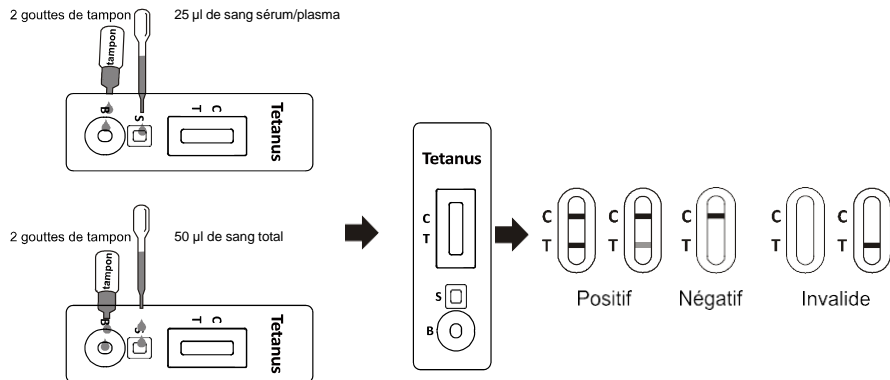 2 gouttes de tampon
25 µl de sang sérum/plasma
tampon
B
S
T C
Tetanus
2 gouttes de tampon
50 µl de sang total
tampon
B
S
T C
Tetanus
Tetanus
C
T
S
B
C C C C C
T T T T T
Positif Négatif Invalide